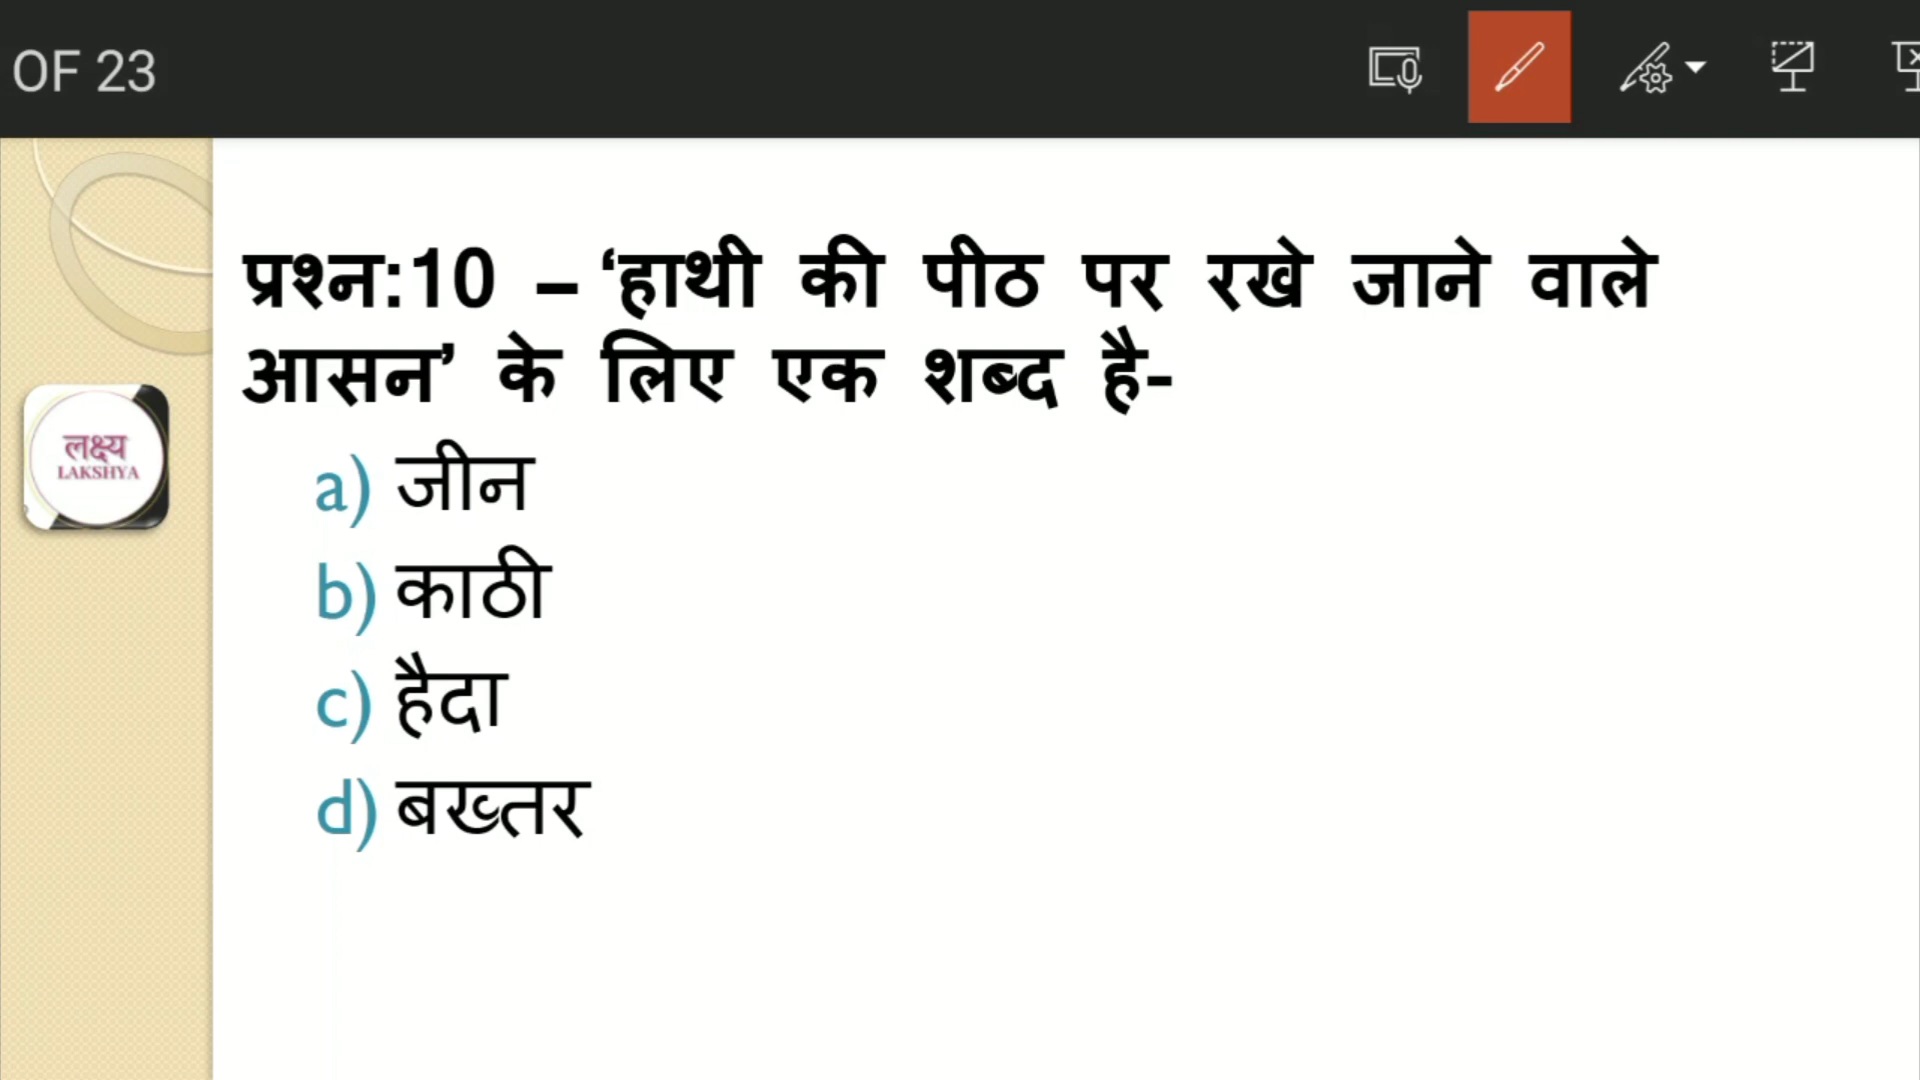 OF 23
प्रश्न:10 – ‘हाथी की पीठ पर रखे जाने वाले
आसन’ के लिए एक शब्द है-
लक्ष्य
LAKSHYA
a) जीन
b) काठी
c) हैदा
d) बख्तर